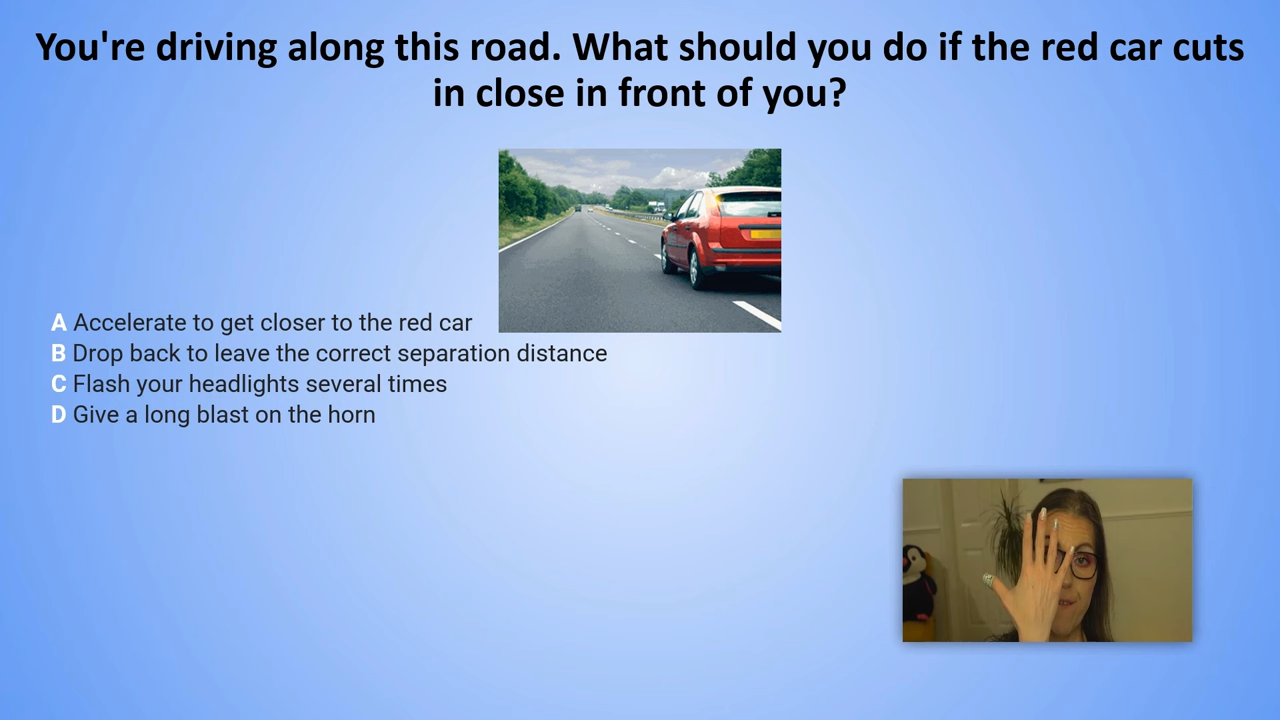 You're driving along this road. What should you do if the red car cuts
in close in front of you?
A Accelerate to get closer to the red car
B Drop back to leave the correct separation distance
C Flash your headlights several times
D Give a long blast on the horn